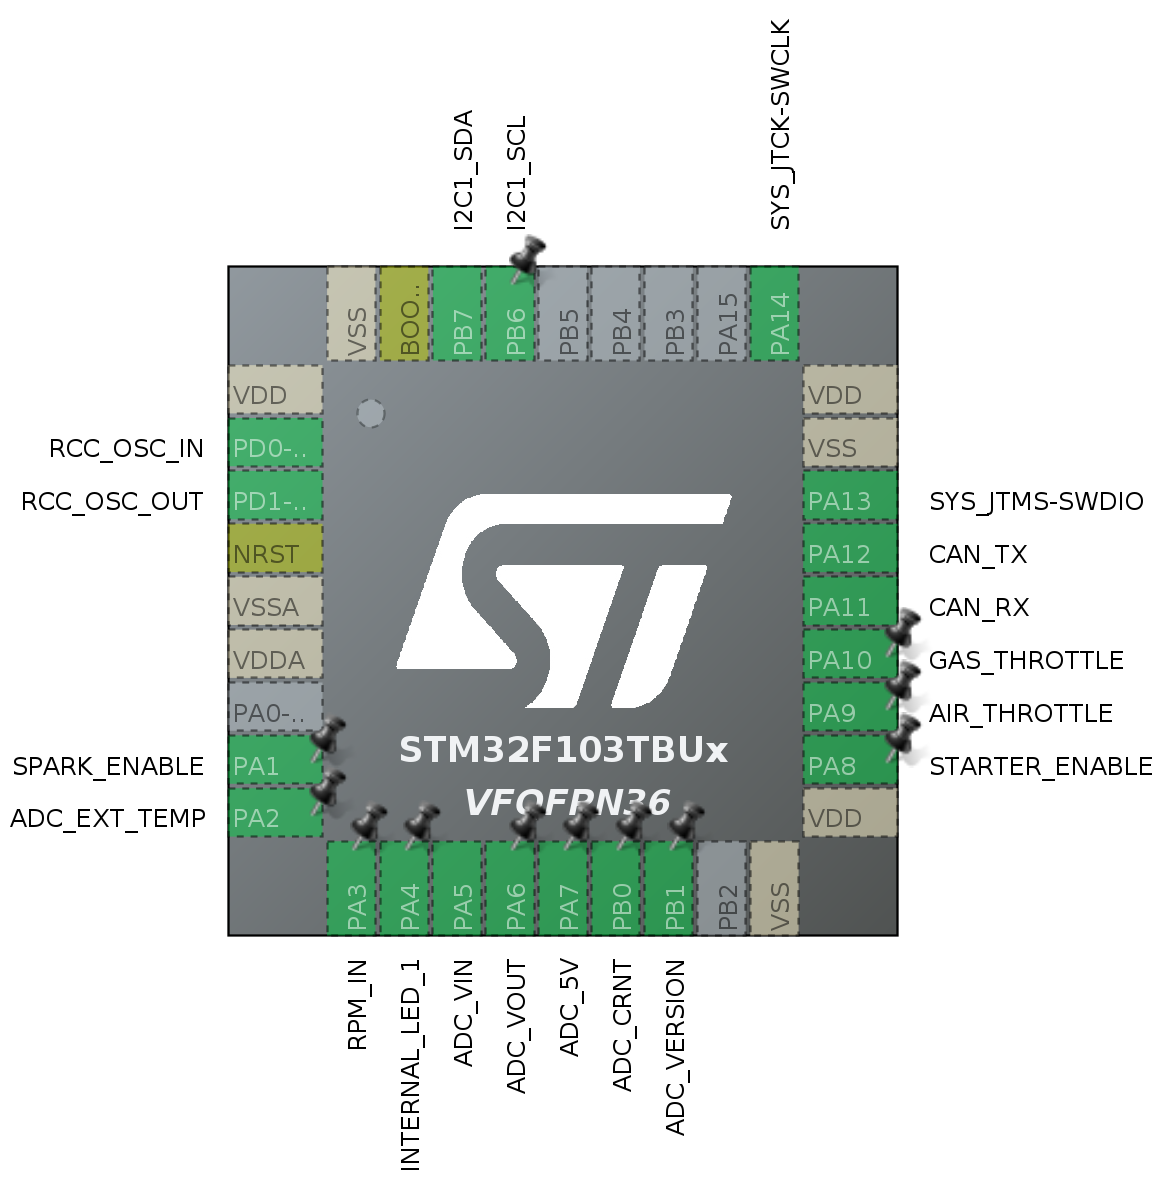 I2C1_SDA
I2C1_SCL
SYS_JTCK-SWCLK
VSS
BOO..
PB7
PB6
PB5
PB4
PB3
PA15
PA14
VDD
VDD
RCC_OSC_IN PD0-..
VSS
RCC_OSC_OUT PD1-..
PA13 SYS_JTMS-SWDIO
NRST
PA12 CAN_TX
VSSA
PA11 CAN_RX
VDDA
PA10 GAS_THROTTLE
PA0-..
PA9 AIR_THROTTLE
STM32F103TBUx
SPARK_ENABLE PA1
PA8 STARTER_ENABLE
VFQFPN36
ADC_EXT_TEMP PA2
VDD
PA3
PA4
PA5
PA6
PA7
PB0
PB1
PB2
VSS
RPM_IN
INTERNAL_LED_1
ADC_VIN
ADC_VOUT
ADC_5V
ADC_CRNT
ADC_VERSION